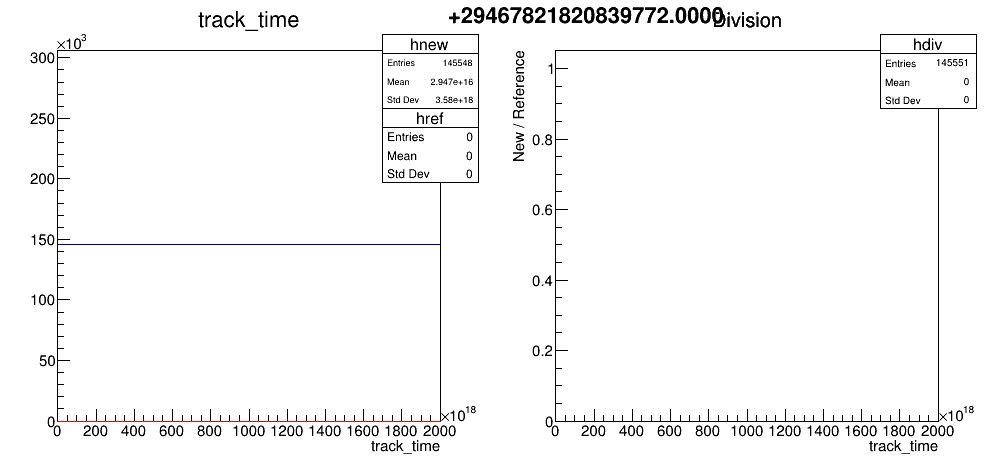 track_time
+29467821820839772.0000
Division
×10³
hnew
Entries 145548
Mean 2.947e+16
Std Dev 3.58e+18
href
Entries 0
Mean 0
Std Dev 0
300
250
200
150
100
50
0
0 200 400 600 800 1000 1200 1400 1600 1800 2000
×10¹⁸
track_time
hdiv
Entries 145551
Mean 0
Std Dev 0
New / Reference
1
0.8
0.6
0.4
0.2
0
0 200 400 600 800 1000 1200 1400 1600 1800 2000
×10¹⁸
track_time